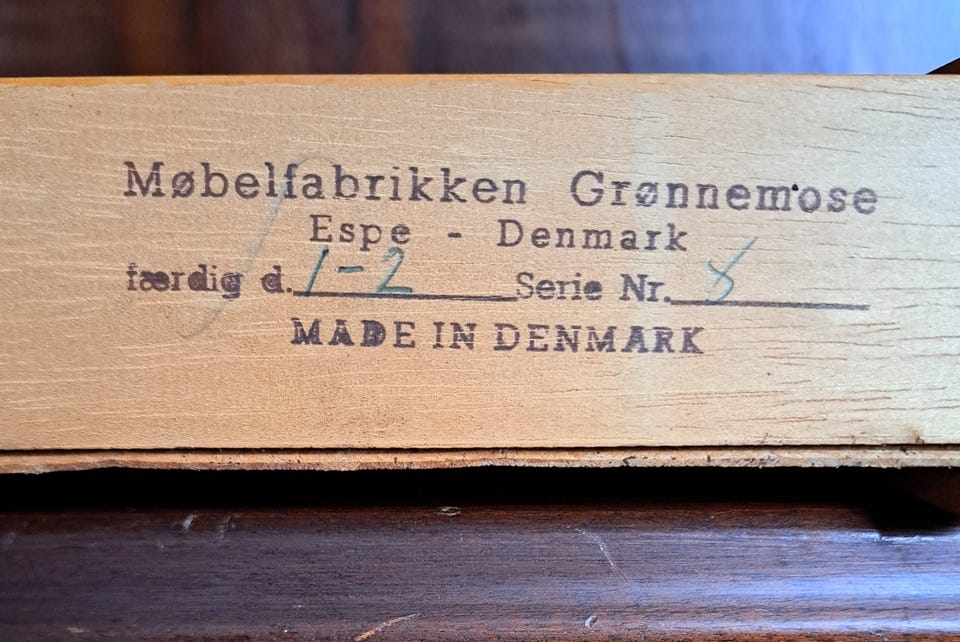 Møbelfabrikken Grønnemose
Espe - Denmark
færdig d. 1-2 Serie Nr. 8
MADE IN DENMARK